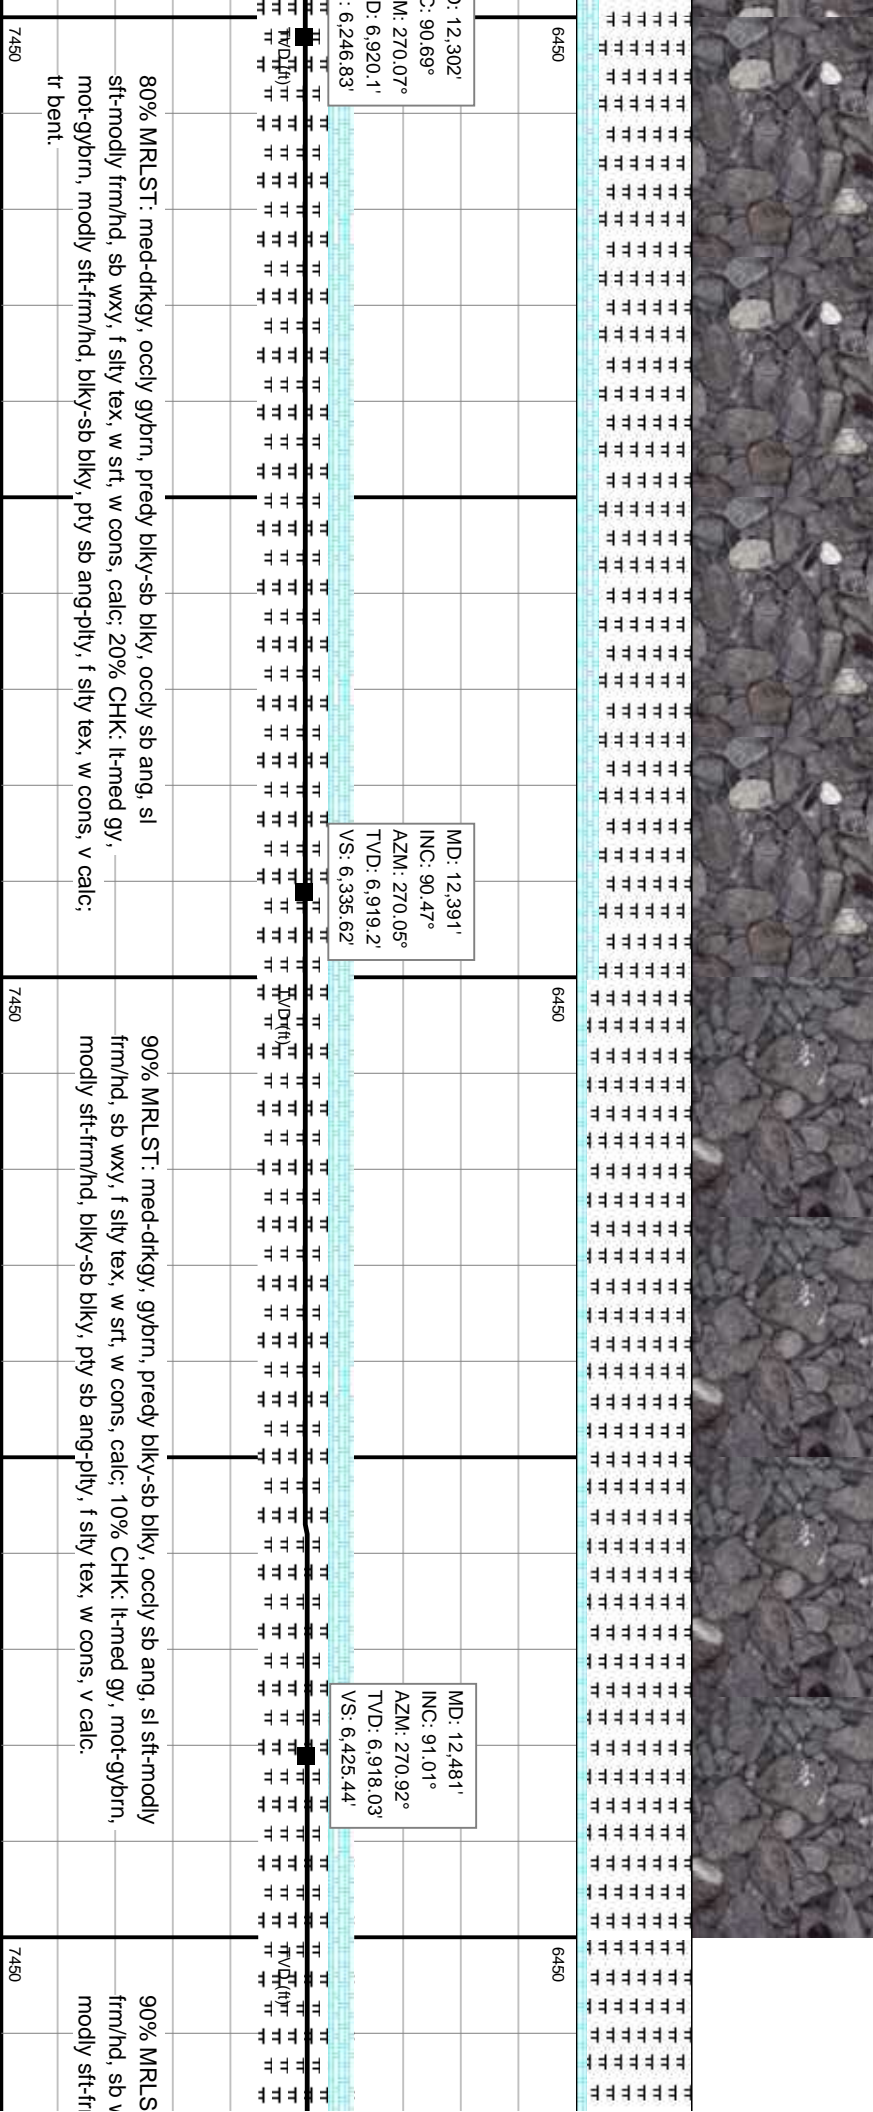 6450
7450
TVD (ft)
D: 12,302'
C: 90.69°
M: 270.07°
D: 6,920.1'
: 6,246.83'
80% MRLST: med-drkgy, occly gybrn, predy blky-sb blky, occly sb ang, sl
sft-modly frm/hd, sb wxy, f slty tex, w srt, w cons, calc; 20% CHK: lt-med gy,
mot-gybrn, modly sft-frm/hd, blky-sb blky, pty sb ang-plty, f slty tex, w cons, v calc;
tr bent.
MD: 12,391'
INC: 90.47°
AZM: 270.05°
TVD: 6,919.2'
VS: 6,335.62'
6450
7450
TVD (ft)
90% MRLST: med-drkgy, gybrn, predy blky-sb blky, occly sb ang, sl sft-modly
frm/hd, sb wxy, f slty tex, w srt, w cons, calc; 10% CHK: lt-med gy, mot-gybrn,
modly sft-frm/hd, blky-sb blky, pty sb ang-plty, f slty tex, w cons, v calc.
MD: 12,481'
INC: 91.01°
AZM: 270.92°
TVD: 6,918.03'
VS: 6,425.44'
6450
7450
TVD (ft)
90% MRLS
frm/hd, sb w
modly sft-fr